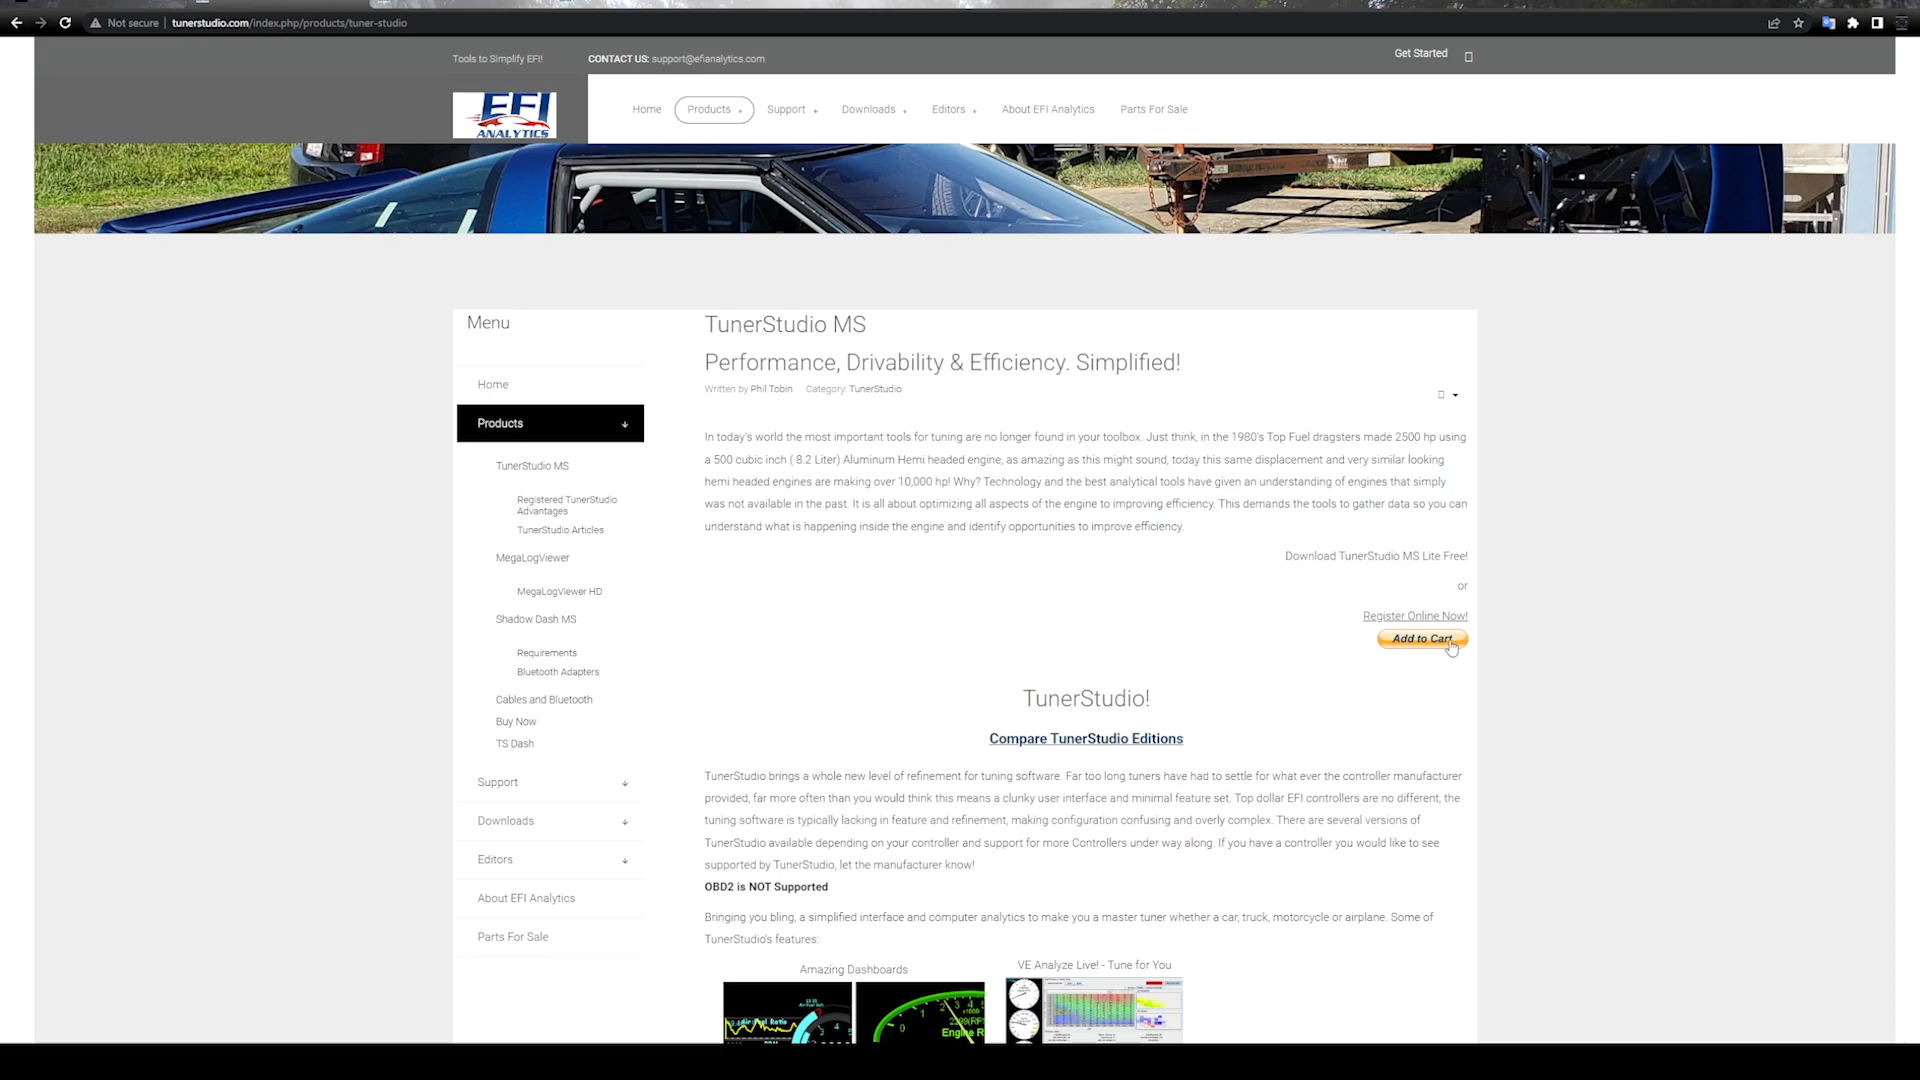 Not secure | tunerstudio.com/index.php/products/tuner-studio
Tools to Simplify EFI!
CONTACT US: support@efianalytics.com
Get Started
EFI
ANALYTICS
Home
Products
Support
Downloads
Editors
About EFI Analytics
Parts For Sale
Menu
Home
Products
TunerStudio MS
Registered TunerStudio
Advantages
TunerStudio Articles
MegaLogViewer
MegaLogViewer HD
Shadow Dash MS
Requirements
Bluetooth Adapters
Cables and Bluetooth
Buy Now
TS Dash
Support
Downloads
Editors
About EFI Analytics
Parts For Sale
TunerStudio MS
Performance, Drivability & Efficiency. Simplified!
Written by Phil Tobin Category: TunerStudio
In today's world the most important tools for tuning are no longer found in your toolbox. Just think, in the 1980's Top Fuel dragsters made 2500 hp using
a 500 cubic inch ( 8.2 Liter) Aluminum Hemi headed engine, as amazing as this might sound, today this same displacement and very similar looking
hemi headed engines are making over 10,000 hp! Why? Technology and the best analytical tools have given an understanding of engines that simply
was not available in the past. It is all about optimizing all aspects of the engine to improving efficiency. This demands the tools to gather data so you can
understand what is happening inside the engine and identify opportunities to improve efficiency.
Download TunerStudio MS Lite Free!
or
Register Online Now!
Add to Cart
TunerStudio!
Compare TunerStudio Editions
TunerStudio brings a whole new level of refinement for tuning software. Far too long tuners have had to settle for what ever the controller manufacturer
provided, far more often than you would think this means a clunky user interface and minimal feature set. Top dollar EFI controllers are no different, the
tuning software is typically lacking in feature and refinement, making configuration confusing and overly complex. There are several versions of
TunerStudio available depending on your controller and support for more Controllers under way along. If you have a controller you would like to see
supported by TunerStudio, let the manufacturer know!
OBD2 is NOT Supported
Bringing you bling, a simplified interface and computer analytics to make you a master tuner whether a car, truck, motorcycle or airplane. Some of
TunerStudio's features:
Amazing Dashboards
VE Analyze Live! - Tune for You
Air:Fuel Ratio
Engine R